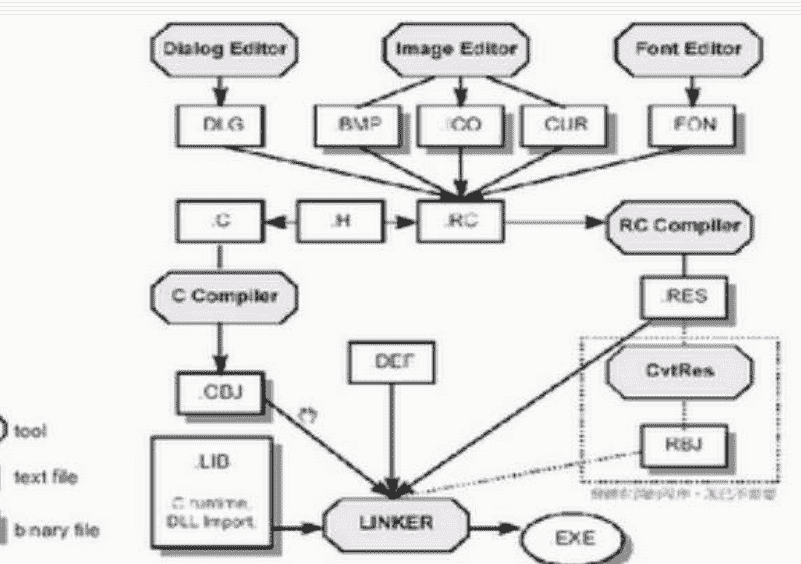 Dialog Editor
Image Editor
Font Editor
.DLG
.BMP
.ICO
.CUR
.FON
.C
.H
.RC
RC Compiler
C Compiler
.RES
.DEF
CvtRes
.OBJ
.LIB
C runtime,
DLL Import,
RBJ
LINKER
EXE
tool
text file
binary file